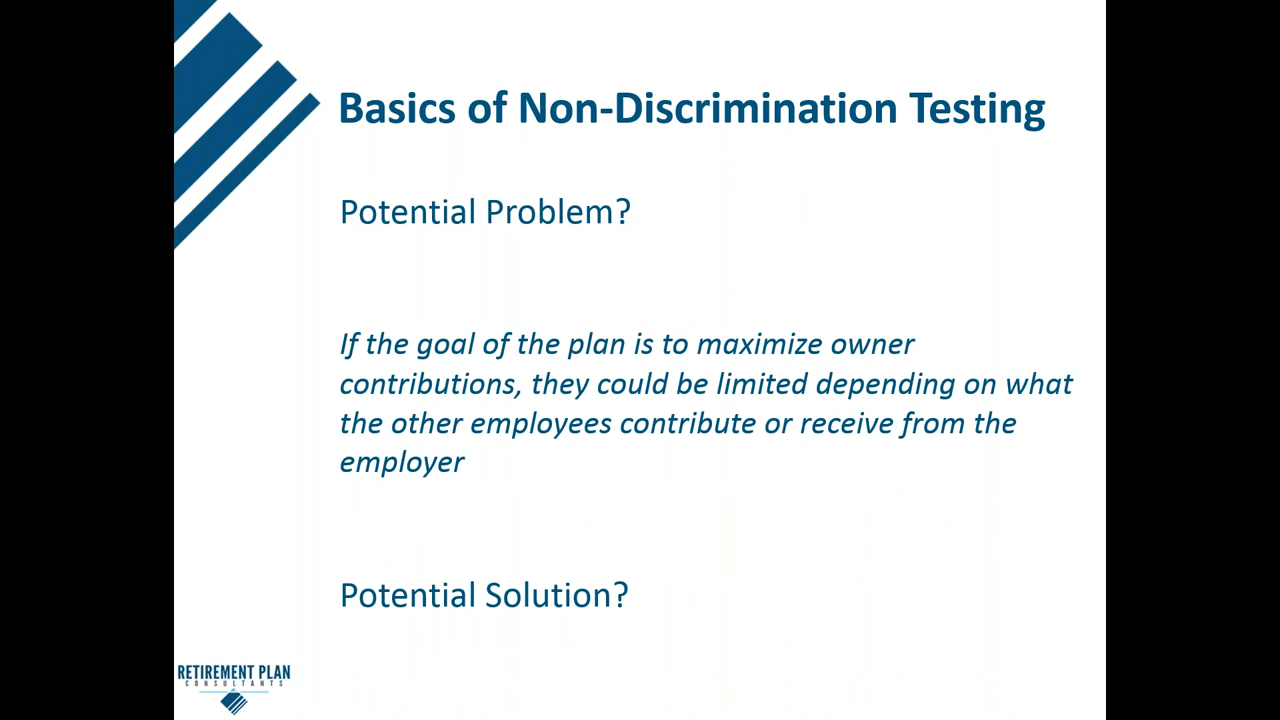 Basics of Non-Discrimination Testing
Potential Problem?
If the goal of the plan is to maximize owner
contributions, they could be limited depending on what
the other employees contribute or receive from the
employer
Potential Solution?
RETIREMENT PLAN
CONSULTANTS